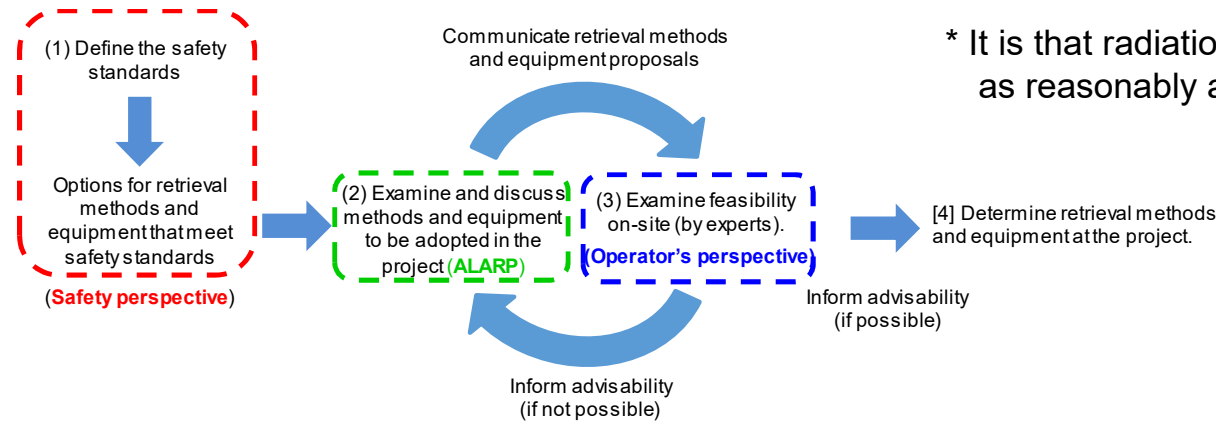 (1) Define the safety
standards
Options for retrieval
methods and
equipment that meet
safety standards
(Safety perspective)
Communicate retrieval methods
and equipment proposals
(2) Examine and discuss
methods and equipment
to be adopted in the
project (ALARP)
(3) Examine feasibility
on-site (by experts).
(Operator's perspective)
Inform advisability
(if not possible)
Inform advisability
(if possible)
[4] Determine retrieval methods
and equipment at the project.
* It is that radiatio
as reasonably a